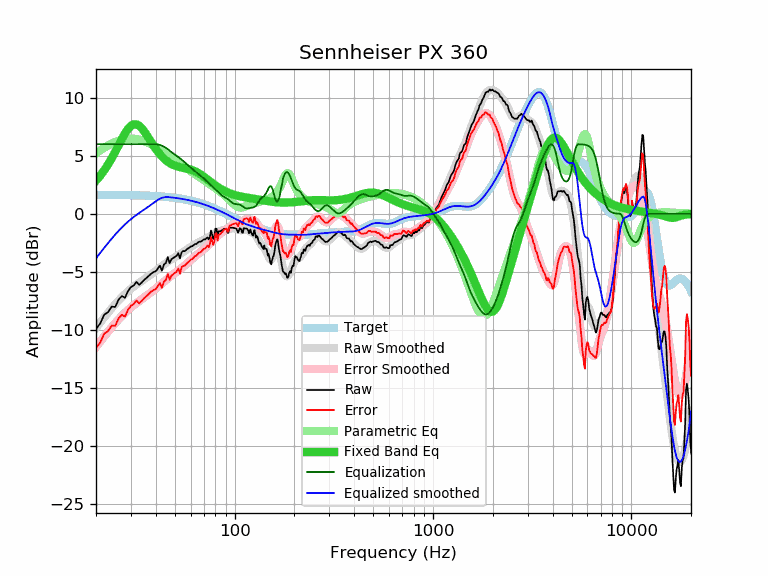 Sennheiser PX 360
Amplitude (dBr)
10
5
0
−5
−10
−15
−20
−25
Target
Raw Smoothed
Error Smoothed
Raw
Error
Parametric Eq
Fixed Band Eq
Equalization
Equalized smoothed
100
1000
10000
Frequency (Hz)